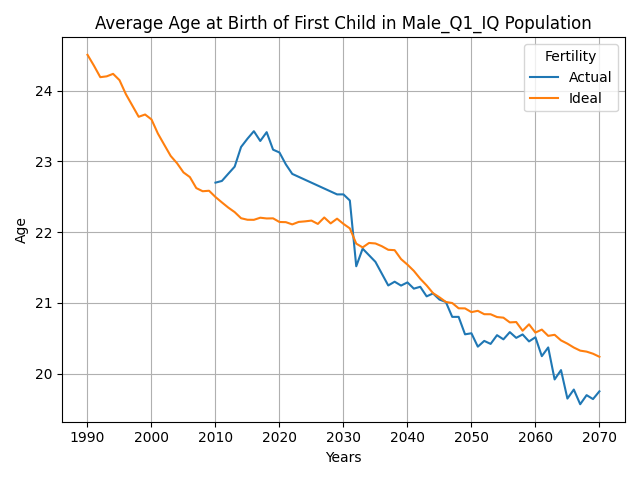 Average Age at Birth of First Child in Male_Q1_IQ Population
Fertility
Actual
Ideal
Age
24
23
22
21
20
1990 2000 2010 2020 2030 2040 2050 2060 2070
Years